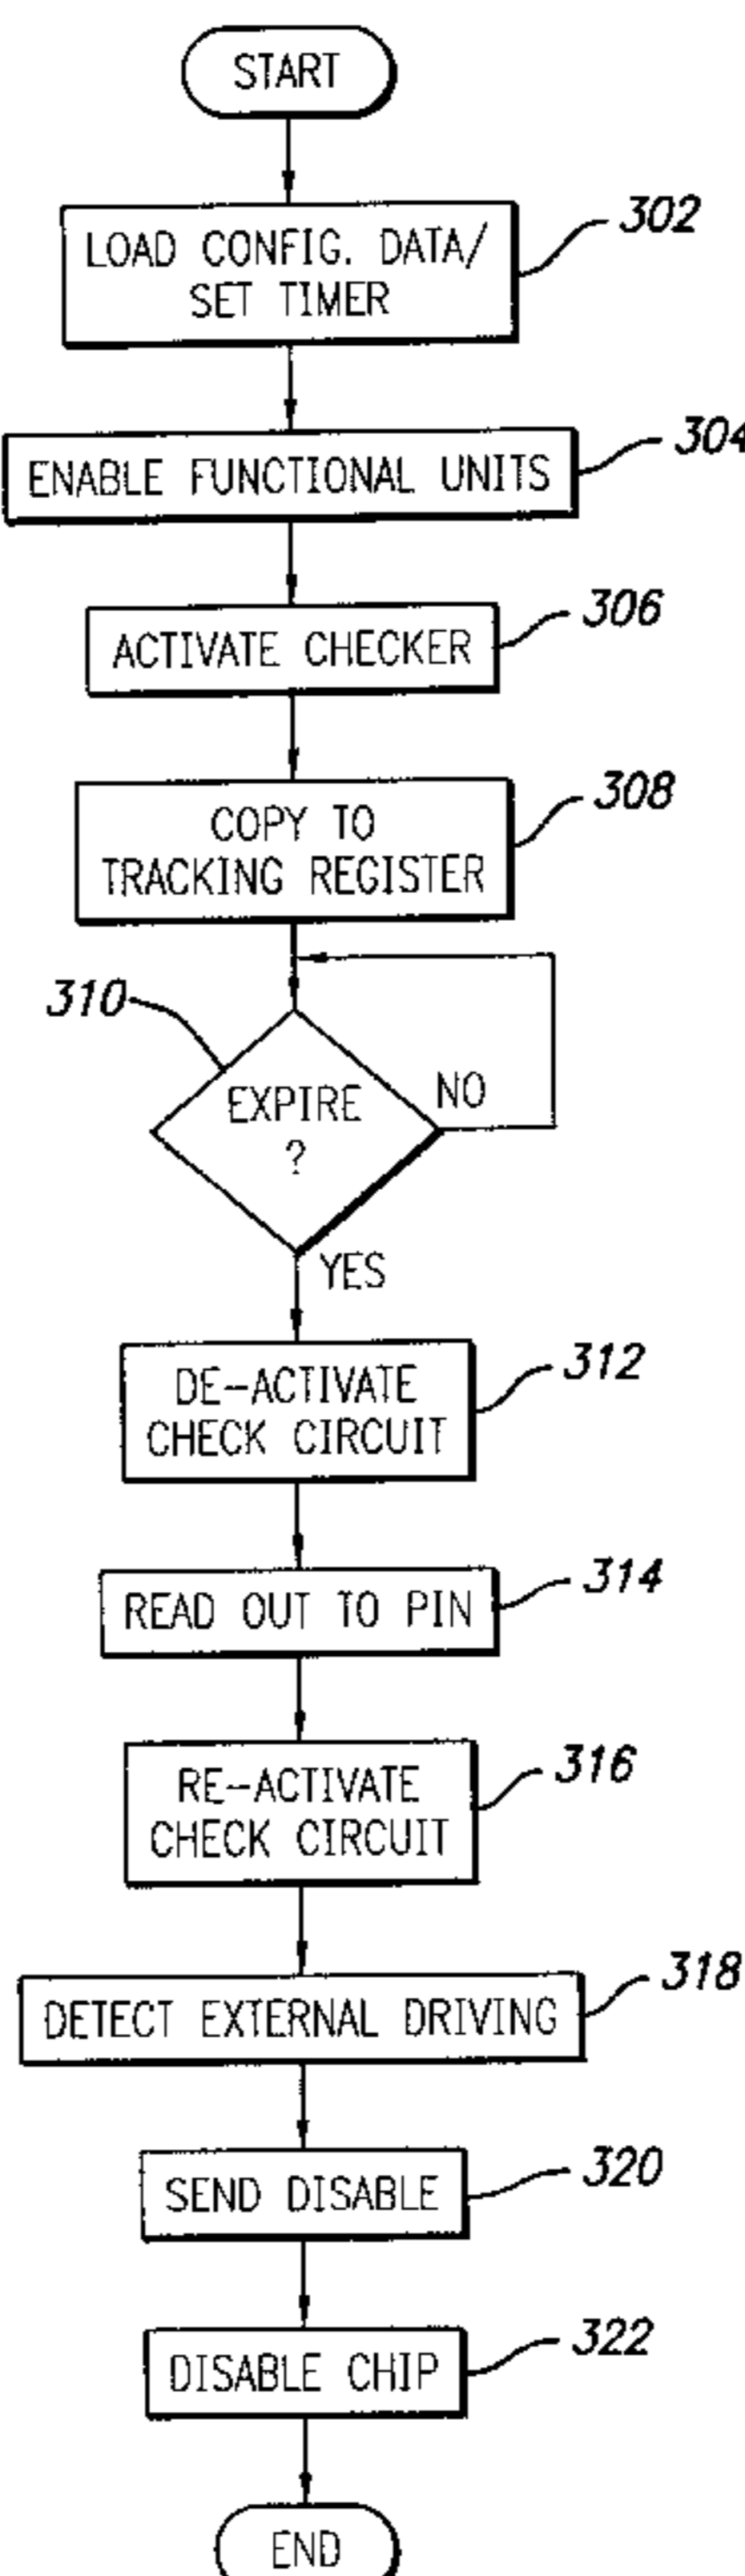 START
302
LOAD CONFIG. DATA/
SET TIMER
304
ENABLE FUNCTIONAL UNITS
306
ACTIVATE CHECKER
308
COPY TO
TRACKING REGISTER
310
EXPIRE
?
NO
YES
312
DE-ACTIVATE
CHECK CIRCUIT
314
READ OUT TO PIN
316
RE-ACTIVATE
CHECK CIRCUIT
318
DETECT EXTERNAL DRIVING
320
SEND DISABLE
322
DISABLE CHIP
END